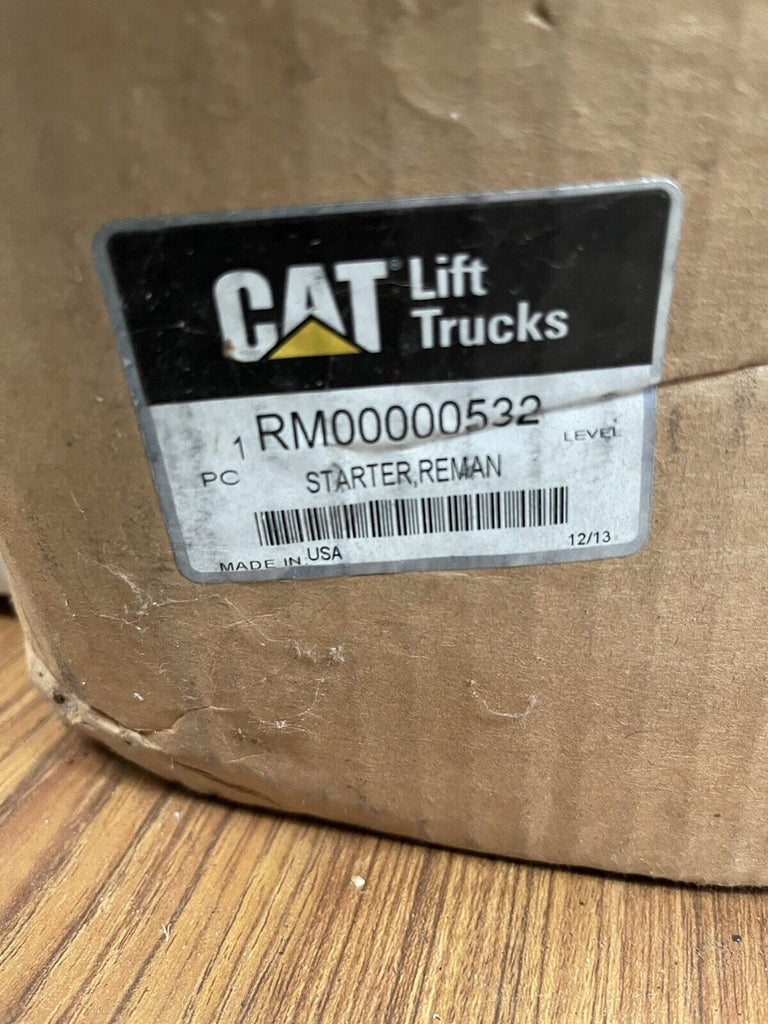 CAT® Lift
Trucks
1 RM00000532 LEVEL
PC STARTER,REMAN
MADE IN USA 12/13